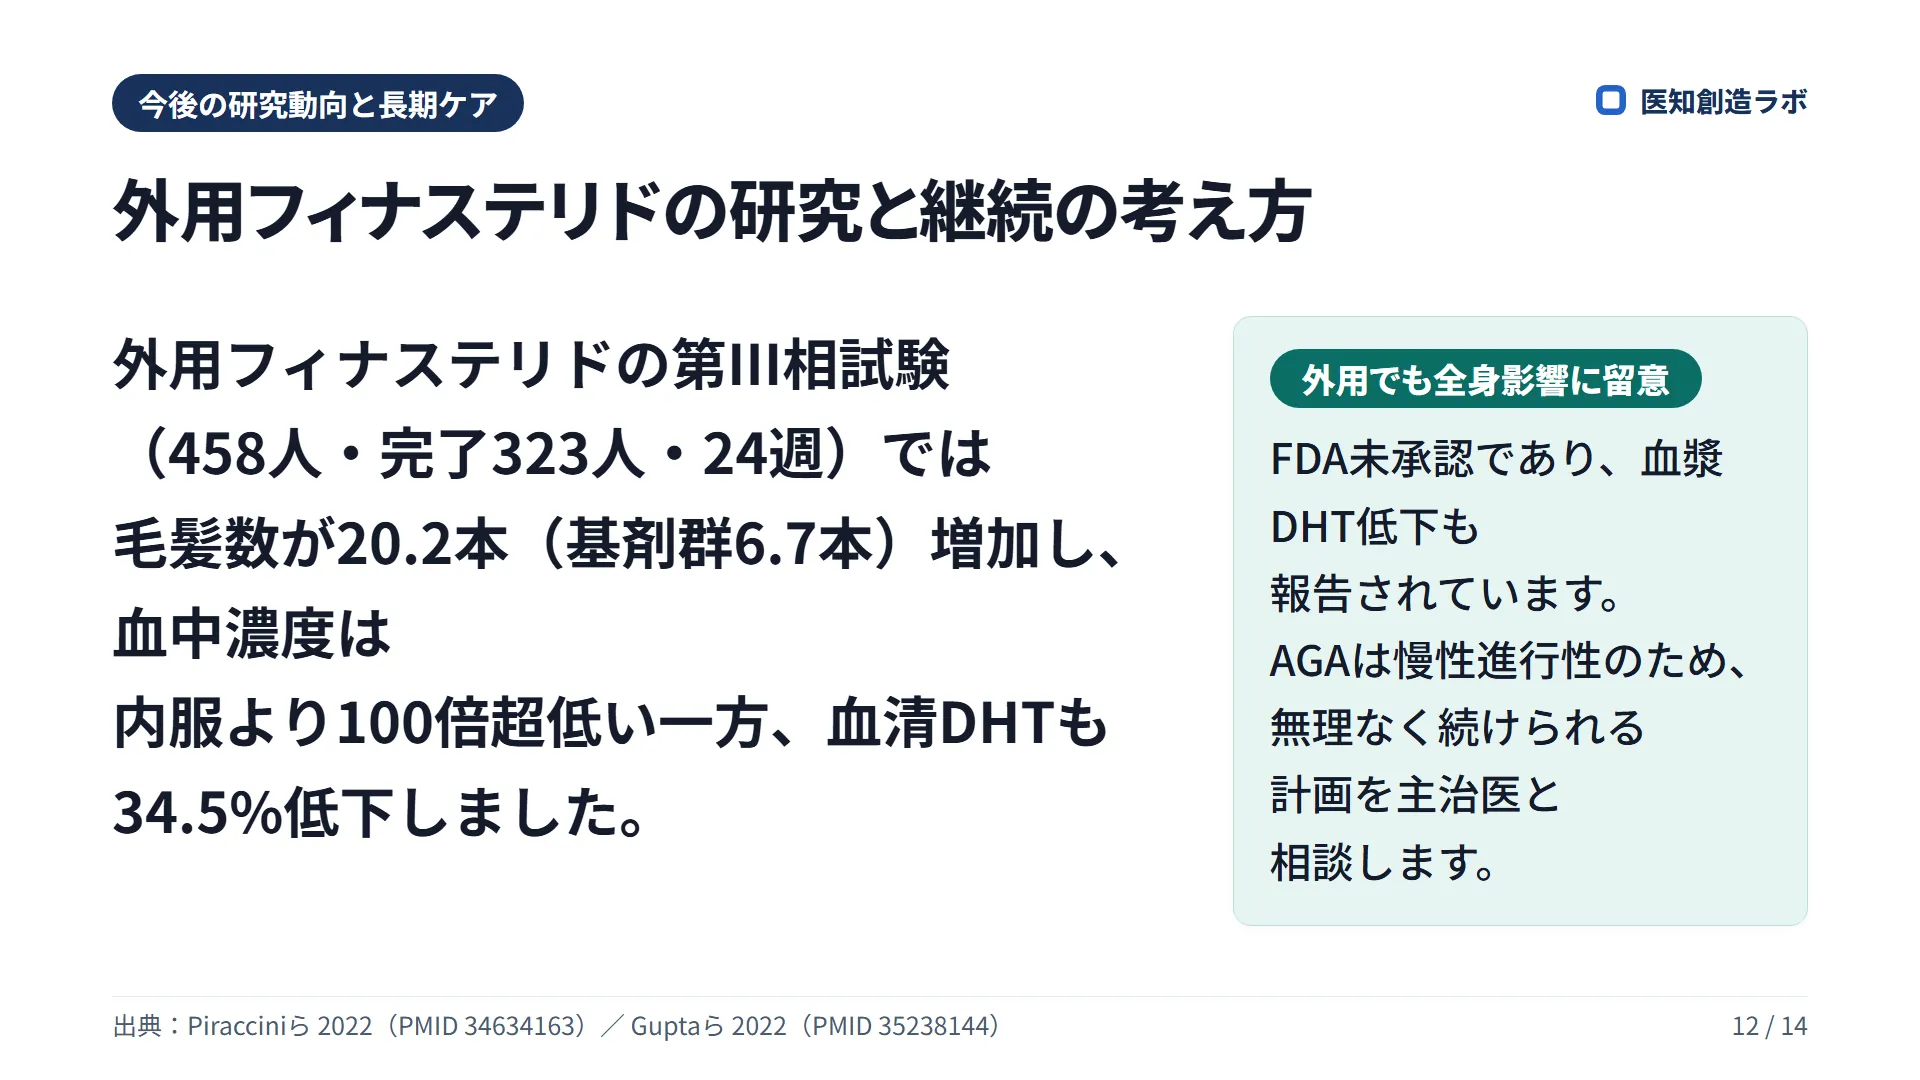 今後の研究動向と長期ケア
医知創造ラボ
外用フィナステリドの研究と継続の考え方
外用フィナステリドの第III相試験
（458人・完了323人・24週）では
毛髪数が20.2本（基剤群6.7本）増加し、
血中濃度は
内服より100倍超低い一方、血清DHTも
34.5%低下しました。
外用でも全身影響に留意
FDA未承認であり、血漿
DHT低下も
報告されています。
AGAは慢性進行性のため、
無理なく続けられる
計画を主治医と
相談します。
出典：Piracciniら 2022（PMID 34634163）／ Guptaら 2022（PMID 35238144）
12 / 14